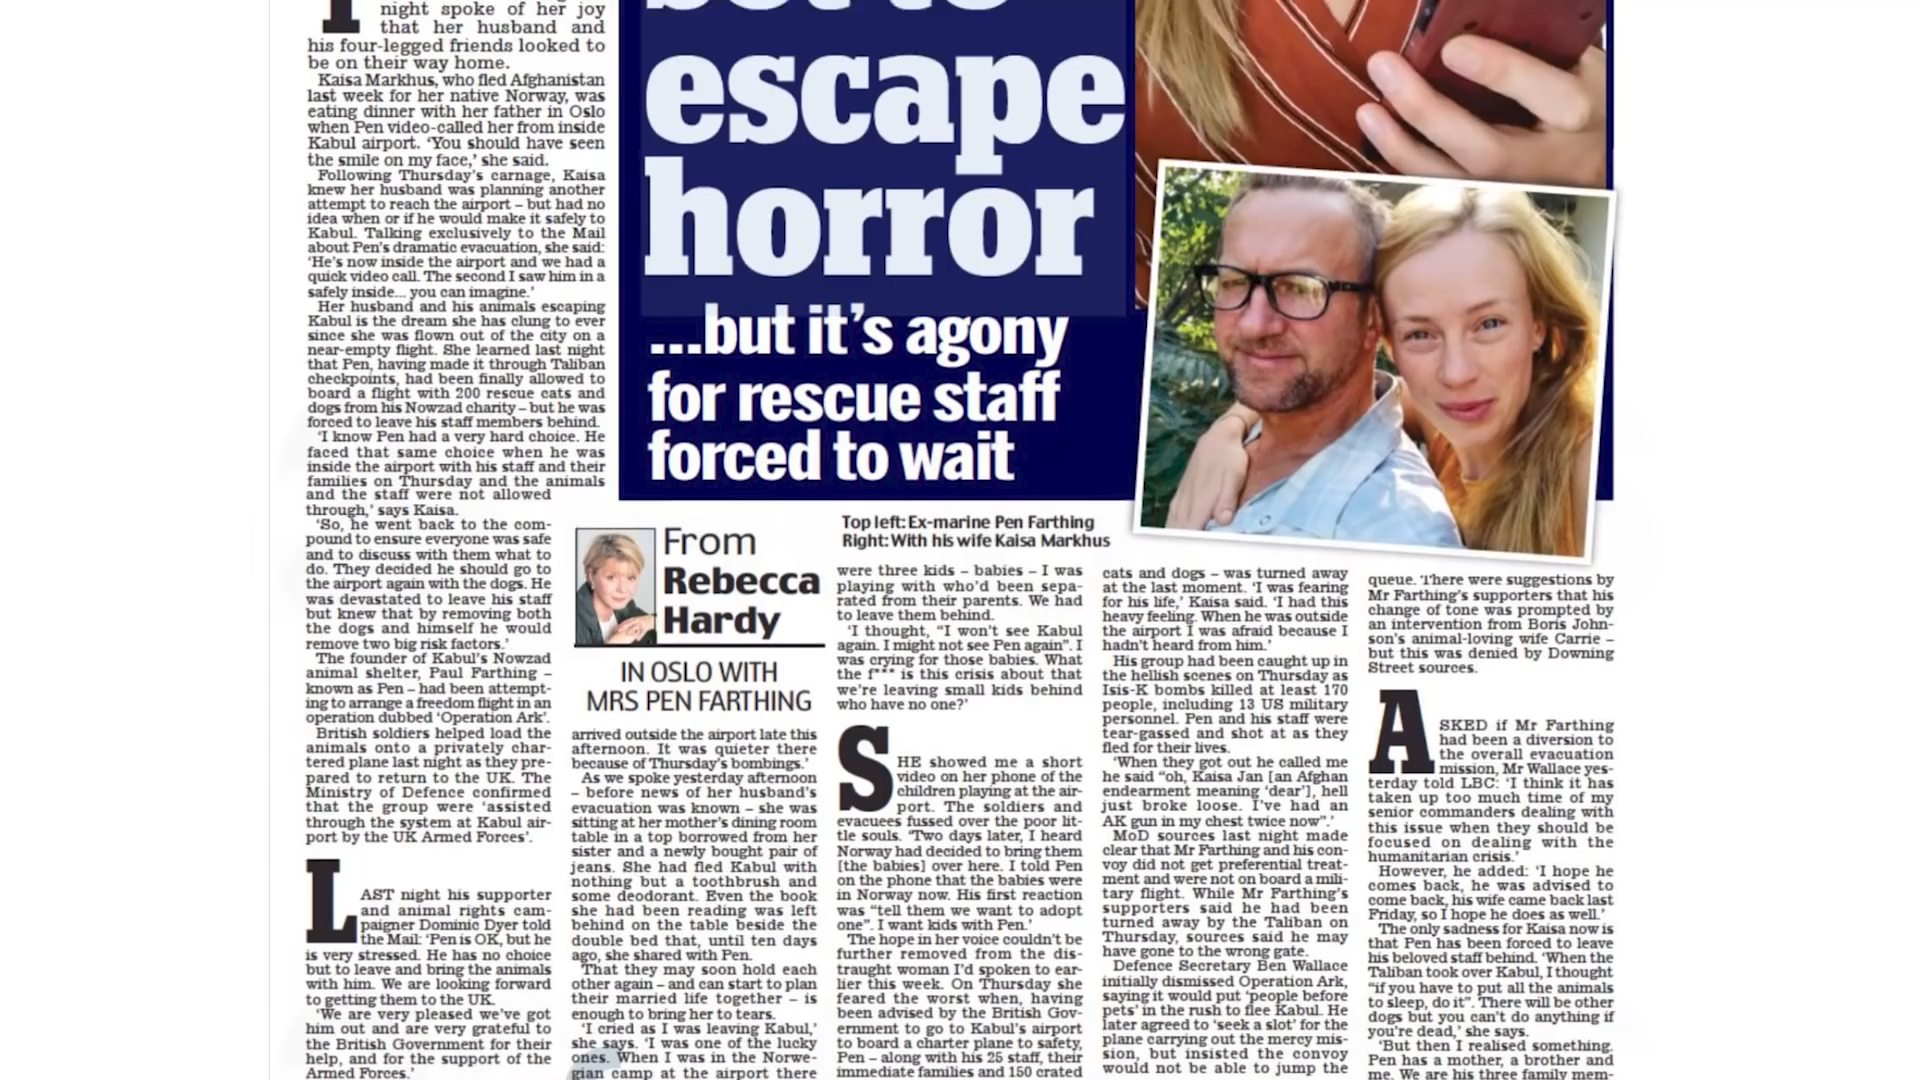 night spoke of her joy
that her husband and
his four-legged friends looked to
be on their way home.
Kaisa Markhus, who fled Afghanistan
last week for her native Norway, was
eating dinner with her father in Oslo
when Pen video-called her from inside
Kabul airport. ‘You should have seen
the smile on my face,’ she said.
Following Thursday’s carnage, Kaisa
knew her husband was planning another
attempt to reach the airport – but had no
idea when or if he would make it safely to
Kabul. Talking exclusively to the Mail
about Pen’s dramatic evacuation, she said:
‘He’s now inside the airport and we had a
quick video call. The second I saw him in a
safely inside... you can imagine.’
Her husband and his animals escaping
Kabul is the dream she has clung to ever
since she was flown out of the city on a
near-empty flight. She learned last night
that Pen, having made it through Taliban
checkpoints, had been finally allowed to
board a flight with 200 rescue cats and
dogs from his Nowzad charity – but he was
forced to leave his staff members behind.
‘I know Pen had a very hard choice. He
faced that same choice when he was
inside the airport with his staff and their
families on Thursday and the animals
and the staff were not allowed
through,’ says Kaisa.
‘So, he went back to the com-
pound to ensure everyone was safe
and to discuss with them what to
do. They decided he should go to
the airport again with the dogs. He
was devastated to leave his staff
but knew that by removing both
the dogs and himself he would
remove two big risk factors.’
The founder of Kabul’s Nowzad
animal shelter, Paul Farthing –
known as Pen – had been attempt-
ing to arrange a freedom flight in an
operation dubbed ‘Operation Ark’.
British soldiers helped load the
animals onto a privately char-
tered plane last night as they pre-
pared to return to the UK. The
Ministry of Defence confirmed
that the group were ‘assisted
through the system at Kabul air-
port by the UK Armed Forces’.
LAST night his supporter
and animal rights cam-
paigner Dominic Dyer told
the Mail: ‘Pen is OK, but he
is very stressed. He has no choice
but to leave and bring the animals
with him. We are looking forward
to getting them to the UK.
‘We are very pleased we’ve got
him out and are very grateful to
the British Government for their
help, and for the support of the
Armed Forces.’
escape
horror
...but it’s agony
for rescue staff
forced to wait
From
Rebecca
Hardy
IN OSLO WITH
MRS PEN FARTHING
arrived outside the airport late this
afternoon. It was quieter there
because of Thursday’s bombings.’
As we spoke yesterday afternoon
– before news of her husband’s
evacuation was known – she was
sitting at her mother’s dining room
table in a top borrowed from her
sister and a newly bought pair of
jeans. She had fled Kabul with
nothing but a toothbrush and
some deodorant. Even the book
she had been reading was left
behind on the table beside the
double bed that, until ten days
ago, she shared with Pen.
That they may soon hold each
other again – and can start to plan
their married life together – is
enough to bring her to tears.
‘I cried as I was leaving Kabul,’
she says. ‘I was one of the lucky
ones. When I was in the Norwe-
gian camp at the airport there
Top left: Ex-marine Pen Farthing
Right: With his wife Kaisa Markhus
were three kids – babies – I was
playing with who’d been sepa-
rated from their parents. We had
to leave them behind.
‘I thought, “I won’t see Kabul
again. I might not see Pen again”. I
was crying for those babies. What
the f*** is this crisis about that
we’re leaving small kids behind
who have no one?’
SHE showed me a short
video on her phone of the
children playing at the air-
port. The soldiers and
evacuees fussed over the poor lit-
tle souls. ‘Two days later, I heard
Norway had decided to bring them
[the babies] over here. I told Pen
on the phone that the babies were
in Norway now. His first reaction
was “tell them we want to adopt
one”. I want kids with Pen.’
The hope in her voice couldn’t be
further removed from the dis-
traught woman I’d spoken to ear-
lier this week. On Thursday she
feared the worst when, having
been advised by the British Gov-
ernment to go to Kabul’s airport
to board a charter plane to safety,
Pen – along with his 25 staff, their
immediate families and 150 crated
cats and dogs – was turned away
at the last moment. ‘I was fearing
for his life,’ Kaisa said. ‘I had this
heavy feeling. When he was outside
the airport I was afraid because I
hadn’t heard from him.’
His group had been caught up in
the hellish scenes on Thursday as
Isis-K bombs killed at least 170
people, including 13 US military
personnel. Pen and his staff were
tear-gassed and shot at as they
fled for their lives.
‘When they got out he called me
he said “oh, Kaisa Jan [an Afghan
endearment meaning ‘dear’], hell
just broke loose. I’ve had an
AK gun in my chest twice now”.’
MoD sources last night made
clear that Mr Farthing and his con-
voy did not get preferential treat-
ment and were not on board a mili-
tary flight. While Mr Farthing’s
supporters said he had been
turned away by the Taliban on
Thursday, sources said he may
have gone to the wrong gate.
Defence Secretary Ben Wallace
initially dismissed Operation Ark,
saying it would put ‘people before
pets’ in the rush to flee Kabul. He
later agreed to ‘seek a slot’ for the
plane carrying out the mercy mis-
sion, but insisted the convoy
would not be able to jump the
queue. There were suggestions by
Mr Farthing’s supporters that his
change of tone was prompted by
an intervention from Boris John-
son’s animal-loving wife Carrie –
but this was denied by Downing
Street sources.
ASKED if Mr Farthing
had been a diversion to
the overall evacuation
mission, Mr Wallace yes-
terday told LBC: ‘I think it has
taken up too much time of my
senior commanders dealing with
this issue when they should be
focused on dealing with the
humanitarian crisis.’
However, he added: ‘I hope he
comes back, he was advised to
come back, his wife came back last
Friday, so I hope he does as well.’
The only sadness for Kaisa now is
that Pen has been forced to leave
his beloved staff behind. ‘When the
Taliban took over Kabul, I thought
“if you have to put all the animals
to sleep, do it”. There will be other
dogs but you can’t do anything if
you’re dead,’ she says.
‘But then I realised something.
Pen has a mother, a brother and
me. We are his three family mem-